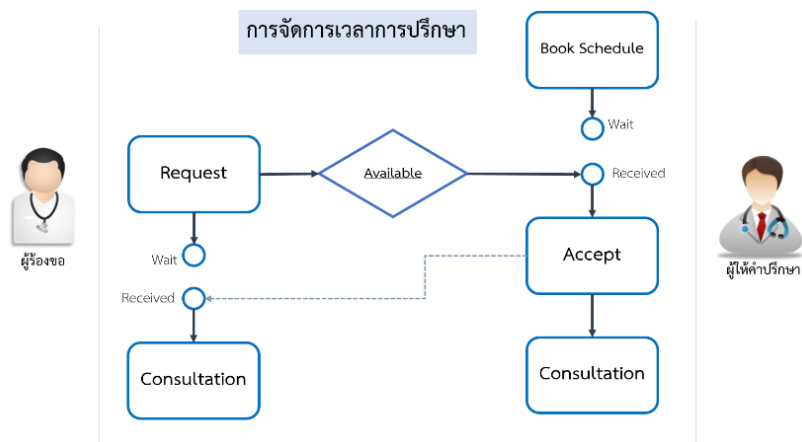 การจัดการเวลาการปรึกษา
Book Schedule
Wait
Request
Available
Received
ผู้ร้องขอ
Wait
Accept
ผู้ให้คำปรึกษา
Received
Consultation
Consultation